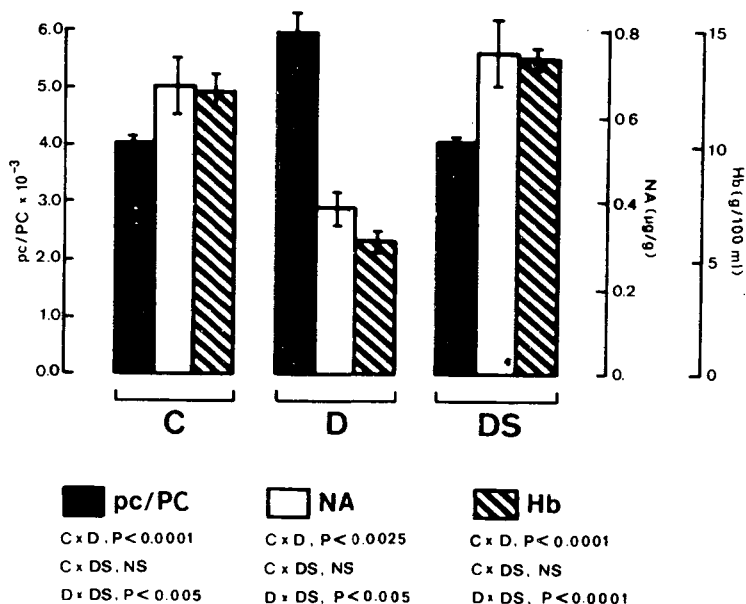 6.0
5.0
4.0
3.0
2.0
1.0
0.0
pc/PC x 10⁻³
0.8
0.6
0.4
0.2
0.
NA (µg/g)
15
10
5
0
Hb (g/100 ml)
C D DS
pc/PC NA Hb
C x D, P < 0.0001 C x D, P < 0.0025 C x D, P < 0.0001
C x DS, NS C x DS, NS C x DS, NS
D x DS, P < 0.005 D x DS, P < 0.005 D x DS, P < 0.0001